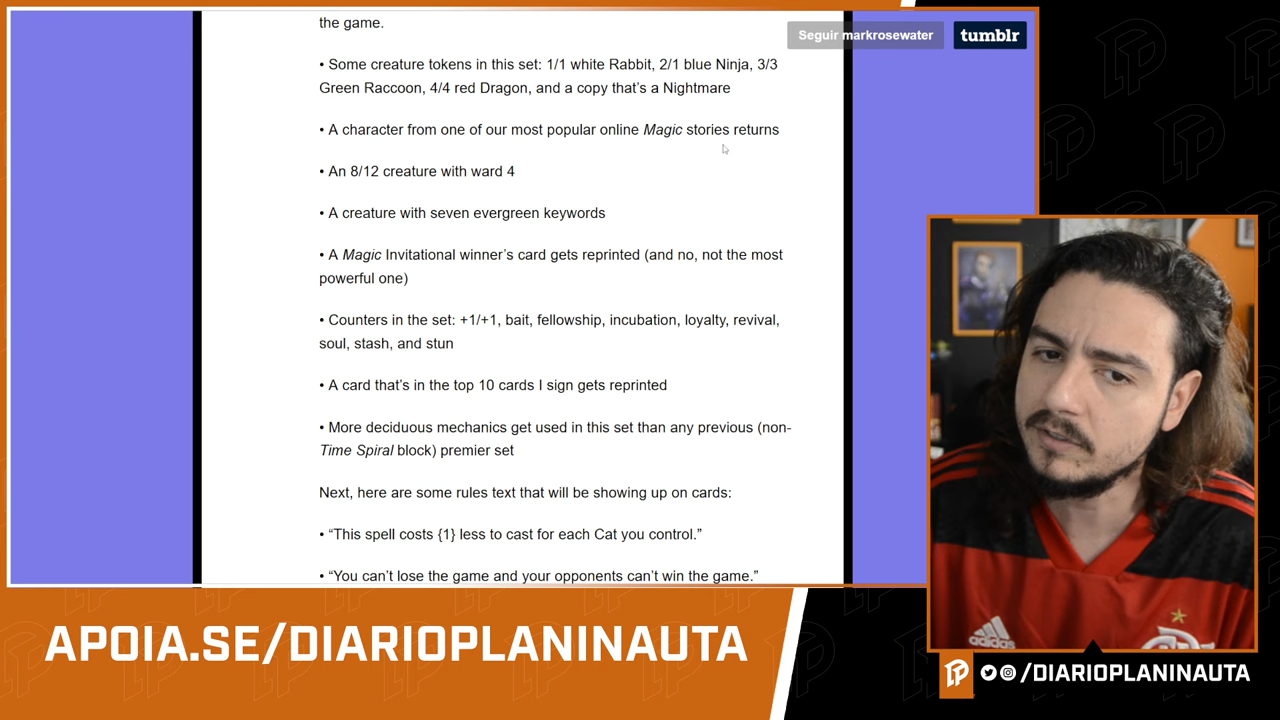 the game.
Seguir markrosewater
tumblr
• Some creature tokens in this set: 1/1 white Rabbit, 2/1 blue Ninja, 3/3
Green Raccoon, 4/4 red Dragon, and a copy that’s a Nightmare
• A character from one of our most popular online Magic stories returns
• An 8/12 creature with ward 4
• A creature with seven evergreen keywords
• A Magic Invitational winner’s card gets reprinted (and no, not the most
powerful one)
• Counters in the set: +1/+1, bait, fellowship, incubation, loyalty, revival,
soul, stash, and stun
• A card that’s in the top 10 cards I sign gets reprinted
• More deciduous mechanics get used in this set than any previous (non-
Time Spiral block) premier set
Next, here are some rules text that will be showing up on cards:
• “This spell costs {1} less to cast for each Cat you control.”
• “You can’t lose the game and your opponents can’t win the game.”
adidas
APOIA.SE/DIARIOPLANINAUTA
/DIARIOPLANINAUTA